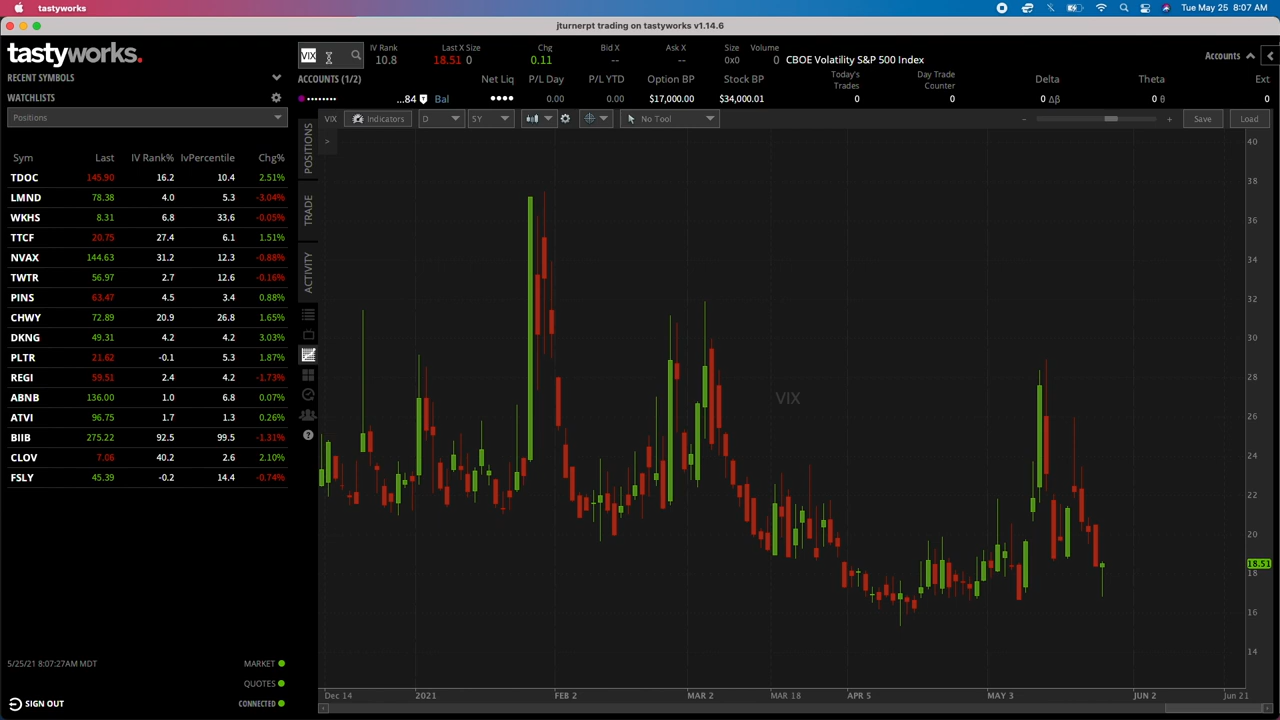 tastyworks
Tue May 25 8:07 AM
jturnerpt trading on tastyworks v1.14.6
tastyworks.
RECENT SYMBOLS
WATCHLISTS
Positions
Sym Last IV Rank% IvPercentile Chg%
TDOC 145.90 16.2 10.4 2.51%
LMND 78.38 4.0 5.3 -3.04%
WKHS 8.31 6.8 33.6 -0.05%
TTCF 20.75 27.4 6.1 1.51%
NVAX 144.63 31.2 12.3 -0.88%
TWTR 56.97 2.7 12.6 -0.16%
PINS 63.47 4.5 3.4 0.88%
CHWY 72.89 20.9 26.8 1.65%
DKNG 49.31 4.2 4.2 3.03%
PLTR 21.62 -0.1 5.3 1.87%
REGI 59.51 2.4 4.2 -1.73%
ABNB 136.00 1.0 6.8 0.07%
ATVI 96.75 1.7 1.3 0.26%
BIIB 275.22 92.5 99.5 -1.31%
CLOV 7.06 40.2 2.6 2.10%
FSLY 45.39 -0.2 14.4 -0.74%
5/25/21 8:07:27AM MDT MARKET
QUOTES
SIGN OUT CONNECTED
VIX IV Rank Last X Size Chg Bid X Ask X Size Volume
10.8 18.51 0 0.11 -- -- 0x0 0 CBOE Volatility S&P 500 Index Accounts
ACCOUNTS (1/2) Net Liq P/L Day P/L YTD Option BP Stock BP Today's Trades Day Trade Counter Delta Theta Ext
•••••••• ...84 Bal •••• 0.00 0.00 $17,000.00 $34,000.01 0 0 0 Δβ 0 θ 0
VIX Indicators D 5Y No Tool - + Save Load
POSITIONS
TRADE
ACTIVITY
>
VIX
40
38
36
34
32
30
28
26
24
22
20
18.51
18
16
14
Dec 14 2021 FEB 2 MAR 2 MAR 18 APR 5 MAY 3 JUN 2 Jun 21